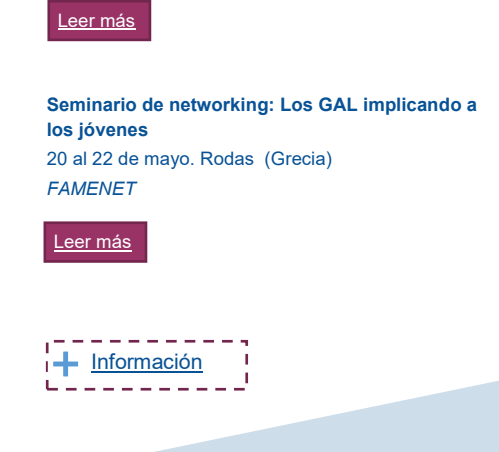 Leer más
Seminario de networking: Los GAL implicando a
los jóvenes
20 al 22 de mayo. Rodas  (Grecia)
FAMENET
Leer más
Información